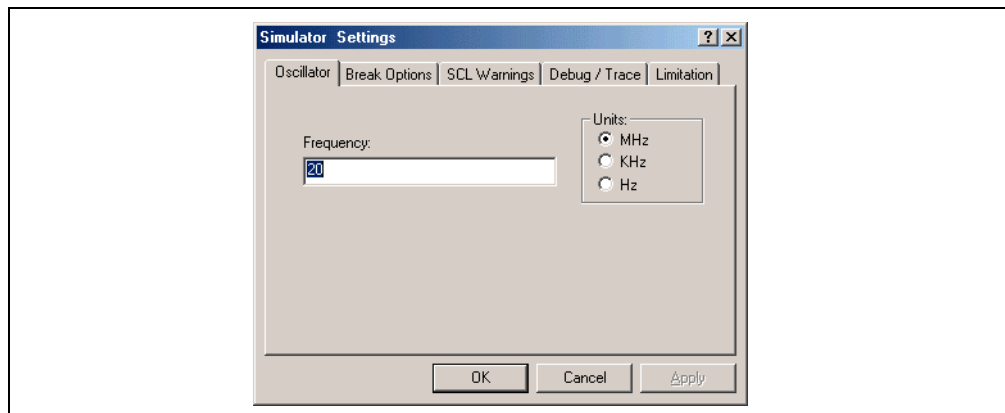 Simulator Settings
Oscillator Break Options SCL Warnings Debug / Trace Limitation
Frequency:
20
Units:
MHz
KHz
Hz
OK Cancel Apply